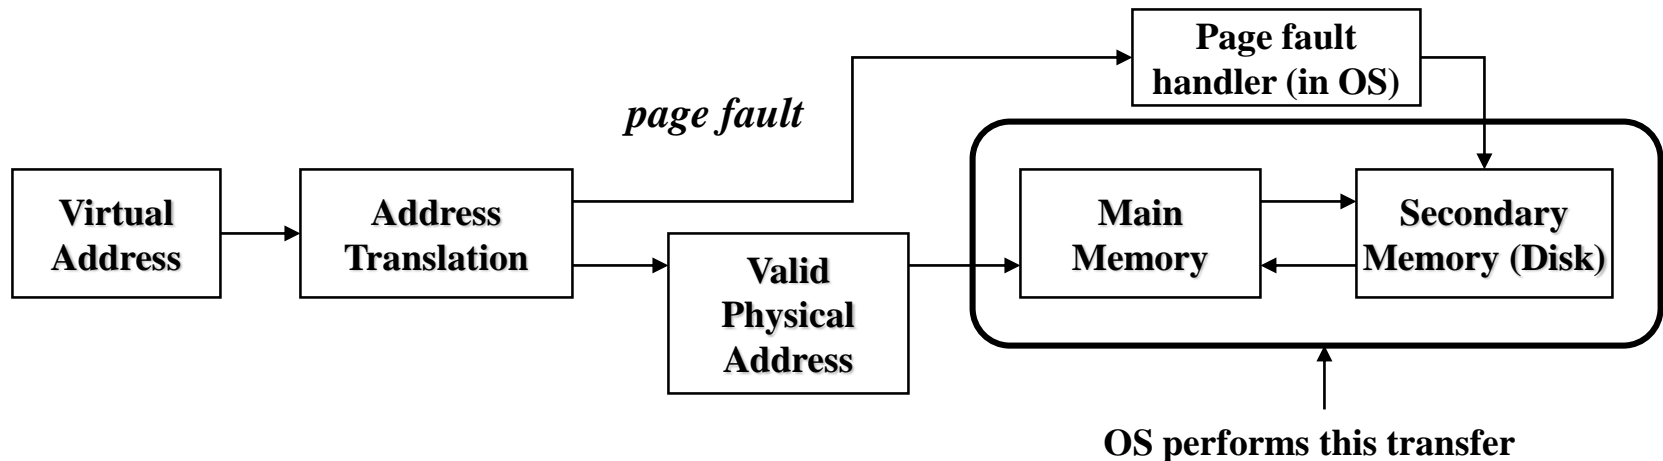 Page fault
handler (in OS)
page fault
Virtual
Address
Address
Translation
Valid
Physical
Address
Main
Memory
Secondary
Memory (Disk)
OS performs this transfer